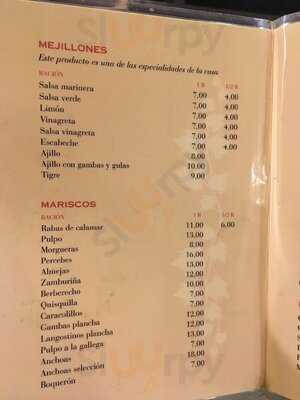 MEJILLONES
Este producto es una de las especialidades de la casa
RACIÓN 1 R 1/2 R
Salsa marinera 7,00 4,00
Salsa verde 7,00 4,00
Limón 7,00 4,00
Vinagreta 7,00 4,00
Salsa vinagreta 7,00 4,00
Escabeche 7,00 4,00
Ajillo 8,00
Ajillo con gambas y gulas 10,00
Tigre 9,00
MARISCOS
RACIÓN 1 R 1/2 R
Rabas de calamar 11,00 6,00
Pulpo 13,00
Morgueras 8,00
Percebes 16,00
Almejas 13,00
Zamburiña 12,00
Berberecho 10,00
Quisquilla 7,00
Caracolillos 7,00
Gambas plancha 12,00
Langostinos plancha 12,00
Pulpo a la gallega 13,00
Anchoas 7,00
Anchoas selección 18,00
Boquerón 7,00